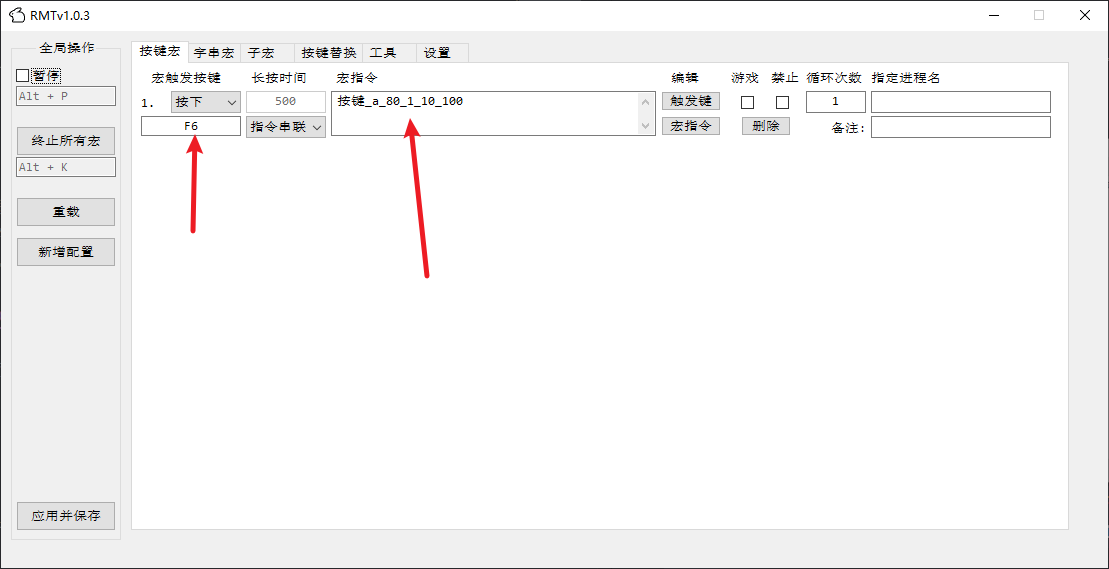 RMTv1.0.3
全局操作
暂停
Alt + P
终止所有宏
Alt + K
重载
新增配置
应用并保存
按键宏 字串宏 子宏 按键替换 工具 设置
宏触发按键 长按时间 宏指令 编辑 游戏 禁止 循环次数 指定进程名
1. 按下 500 按键_a_80_1_10_100 触发键 1
F6 指令串联 宏指令 删除 备注: